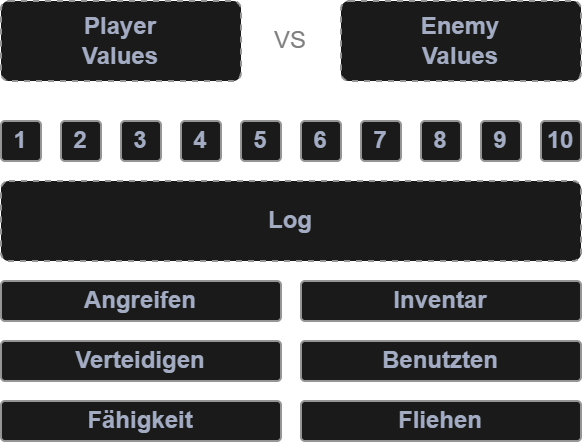 Player
Values
VS
Enemy
Values
1 2 3 4 5 6 7 8 9 10
Log
Angreifen
Inventar
Verteidigen
Benutzten
Fähigkeit
Fliehen